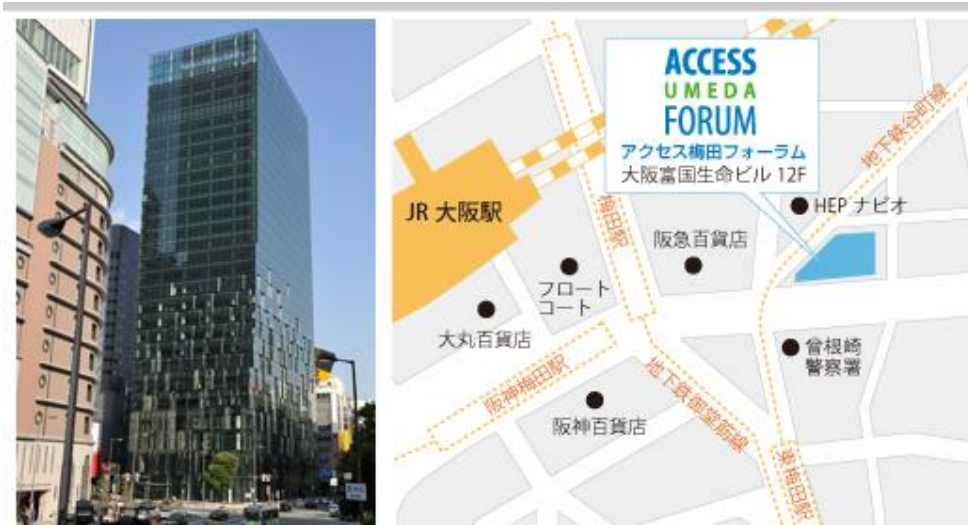 ACCESS
UMEDA
FORUM
アクセス梅田フォーラム
大阪富国生命ビル 12F
地下鉄谷町線
JR 大阪駅
梅田駅
HEP ナビオ
阪急百貨店
フロート
コート
大丸百貨店
曾根崎
警察署
阪神梅田駅
地下鉄御堂筋線
阪神百貨店
東梅田駅